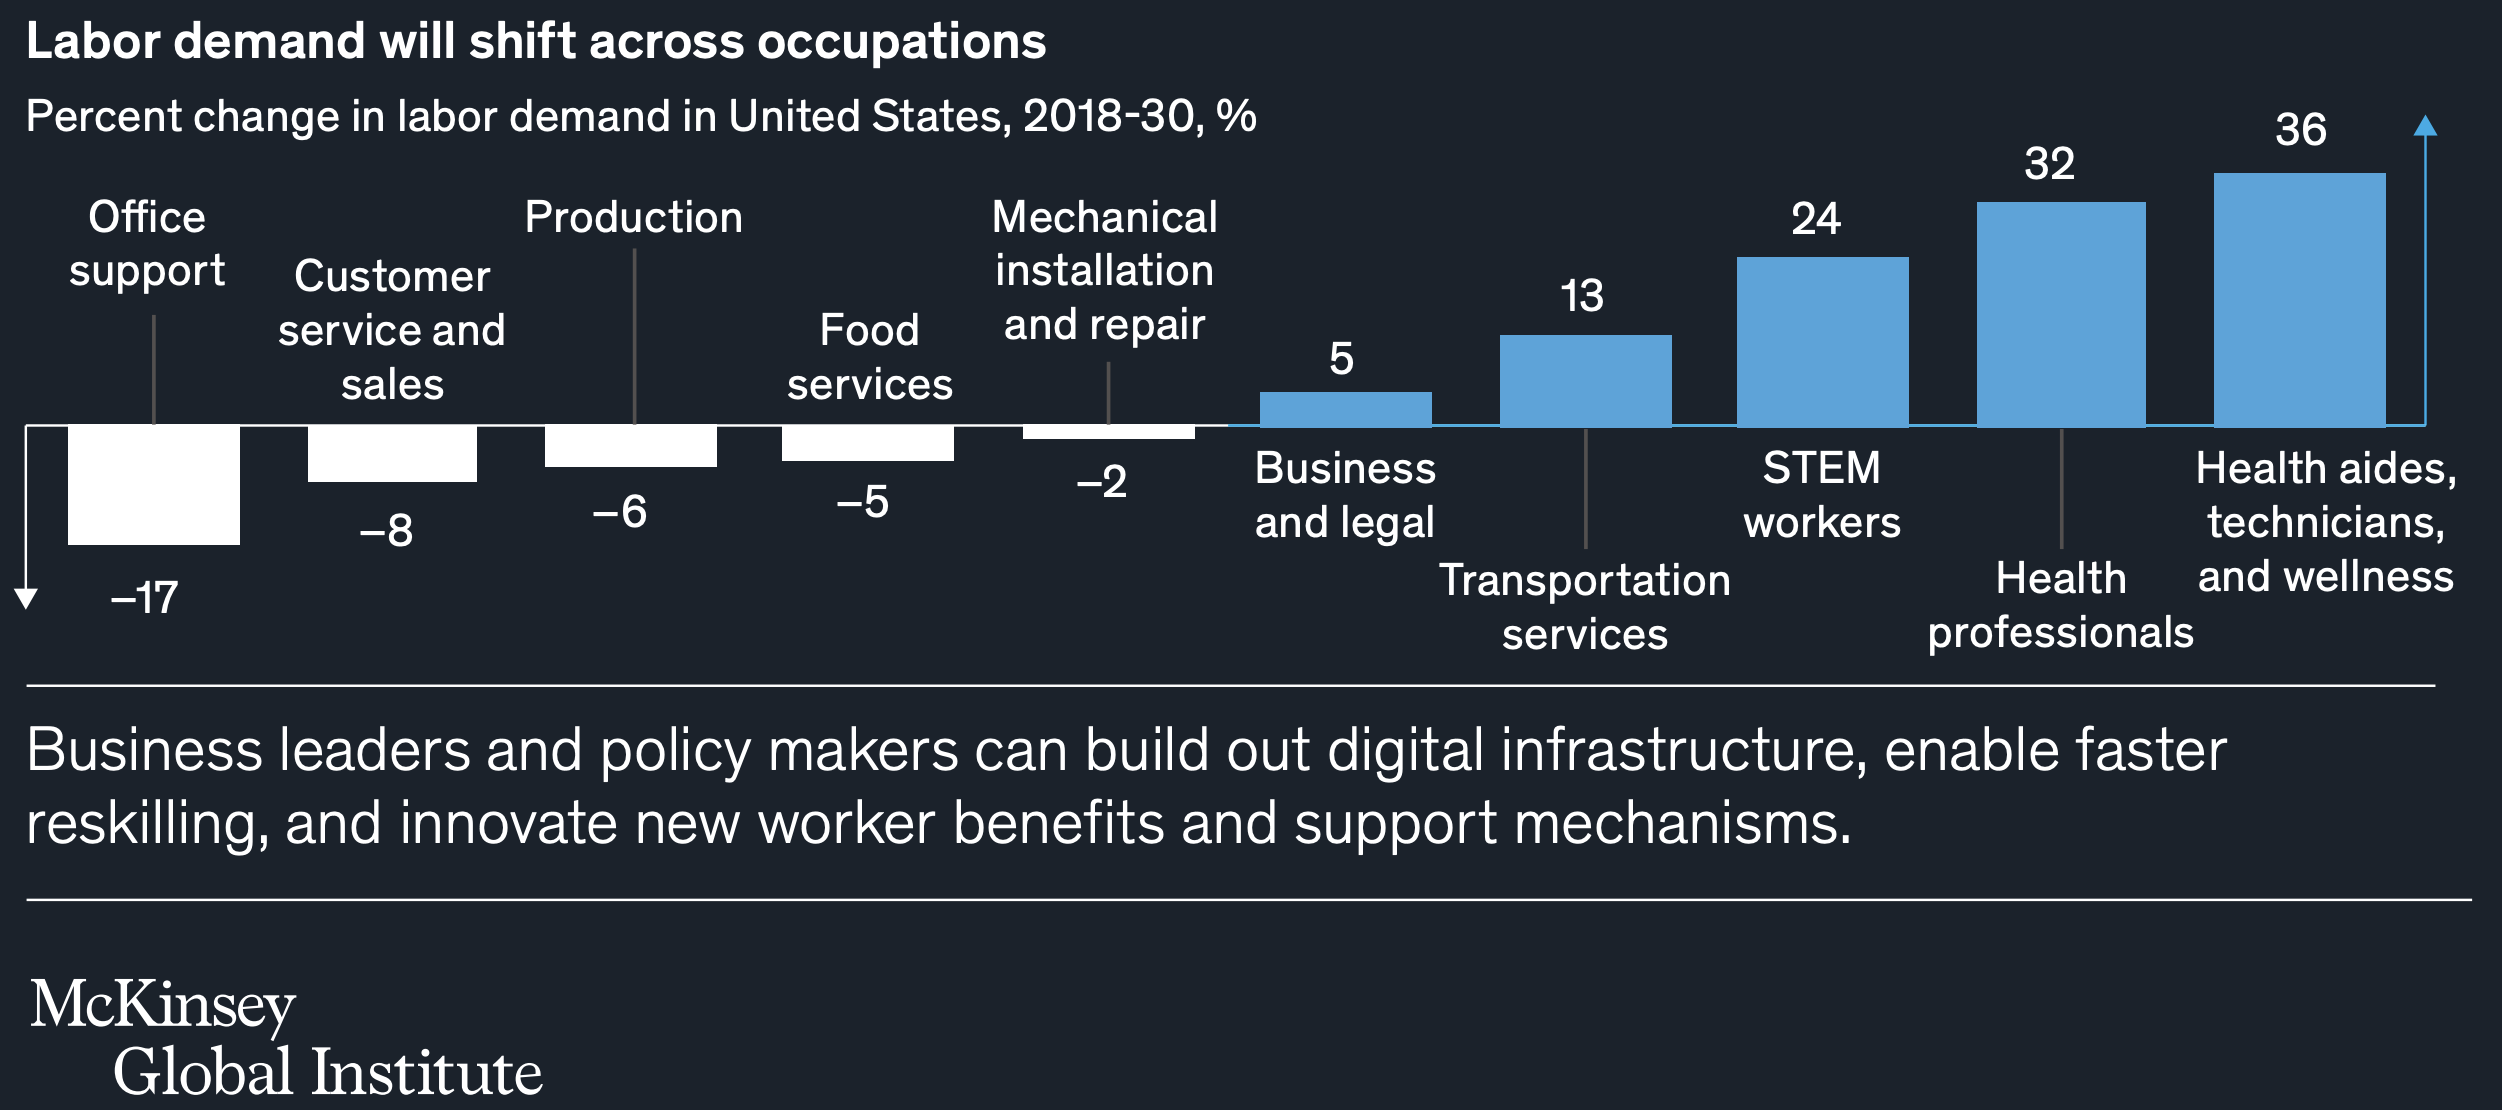 Labor demand will shift across occupations
Percent change in labor demand in United States, 2018-30, %
Office
support
Customer
service and
sales
Production
Food
services
Mechanical
installation
and repair
5
13
24
32
36
–17
–8
–6
–5
–2
Business
and legal
Transportation
services
STEM
workers
Health
professionals
Health aides,
technicians,
and wellness
Business leaders and policy makers can build out digital infrastructure, enable faster
reskilling, and innovate new worker benefits and support mechanisms.
McKinsey
Global Institute